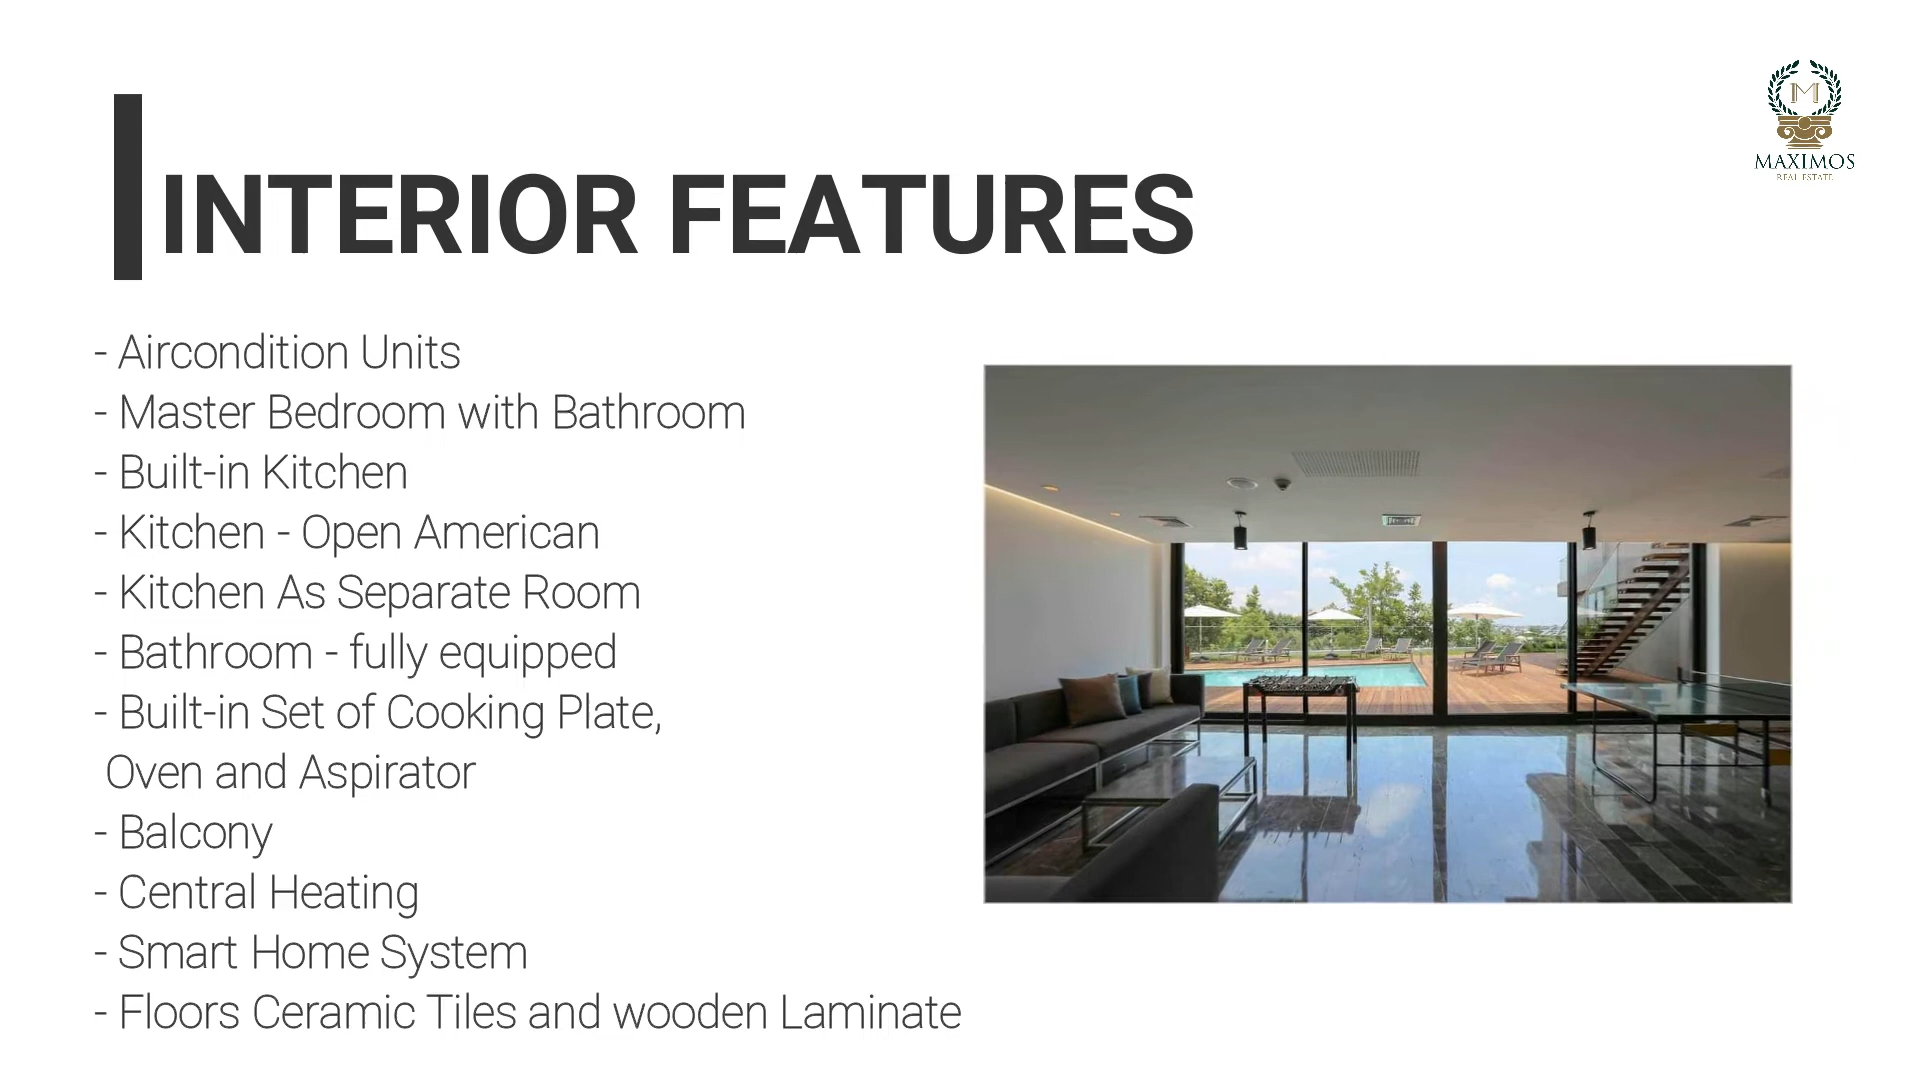 M
MAXIMOS
REAL ESTATE
INTERIOR FEATURES
- Aircondition Units
- Master Bedroom with Bathroom
- Built-in Kitchen
- Kitchen - Open American
- Kitchen As Separate Room
- Bathroom - fully equipped
- Built-in Set of Cooking Plate,
Oven and Aspirator
- Balcony
- Central Heating
- Smart Home System
- Floors Ceramic Tiles and wooden Laminate